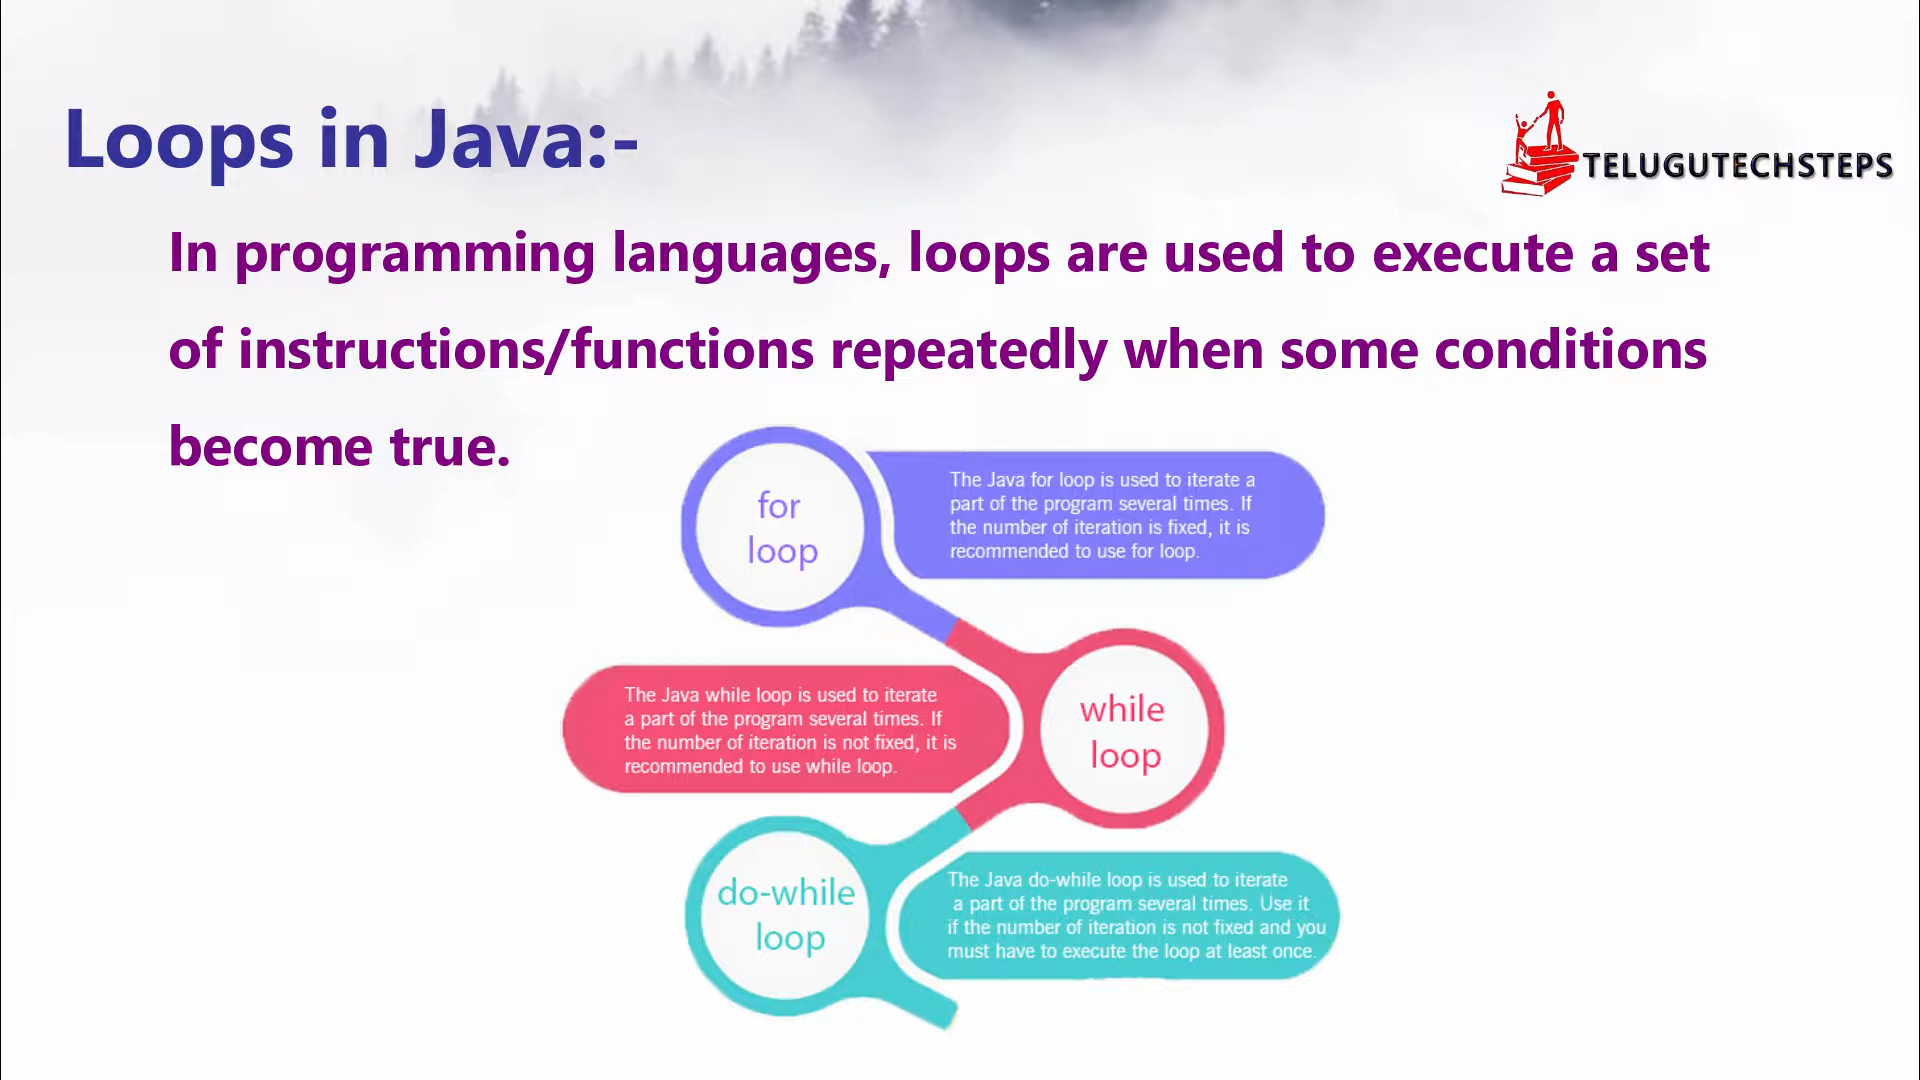 Loops in Java:-
TELUGUTECHSTEPS
In programming languages, loops are used to execute a set
of instructions/functions repeatedly when some conditions
become true.
for
loop
The Java for loop is used to iterate a
part of the program several times. If
the number of iteration is fixed, it is
recommended to use for loop.
The Java while loop is used to iterate
a part of the program several times. If
the number of iteration is not fixed, it is
recommended to use while loop.
while
loop
do-while
loop
The Java do-while loop is used to iterate
a part of the program several times. Use it
if the number of iteration is not fixed and you
must have to execute the loop at least once.